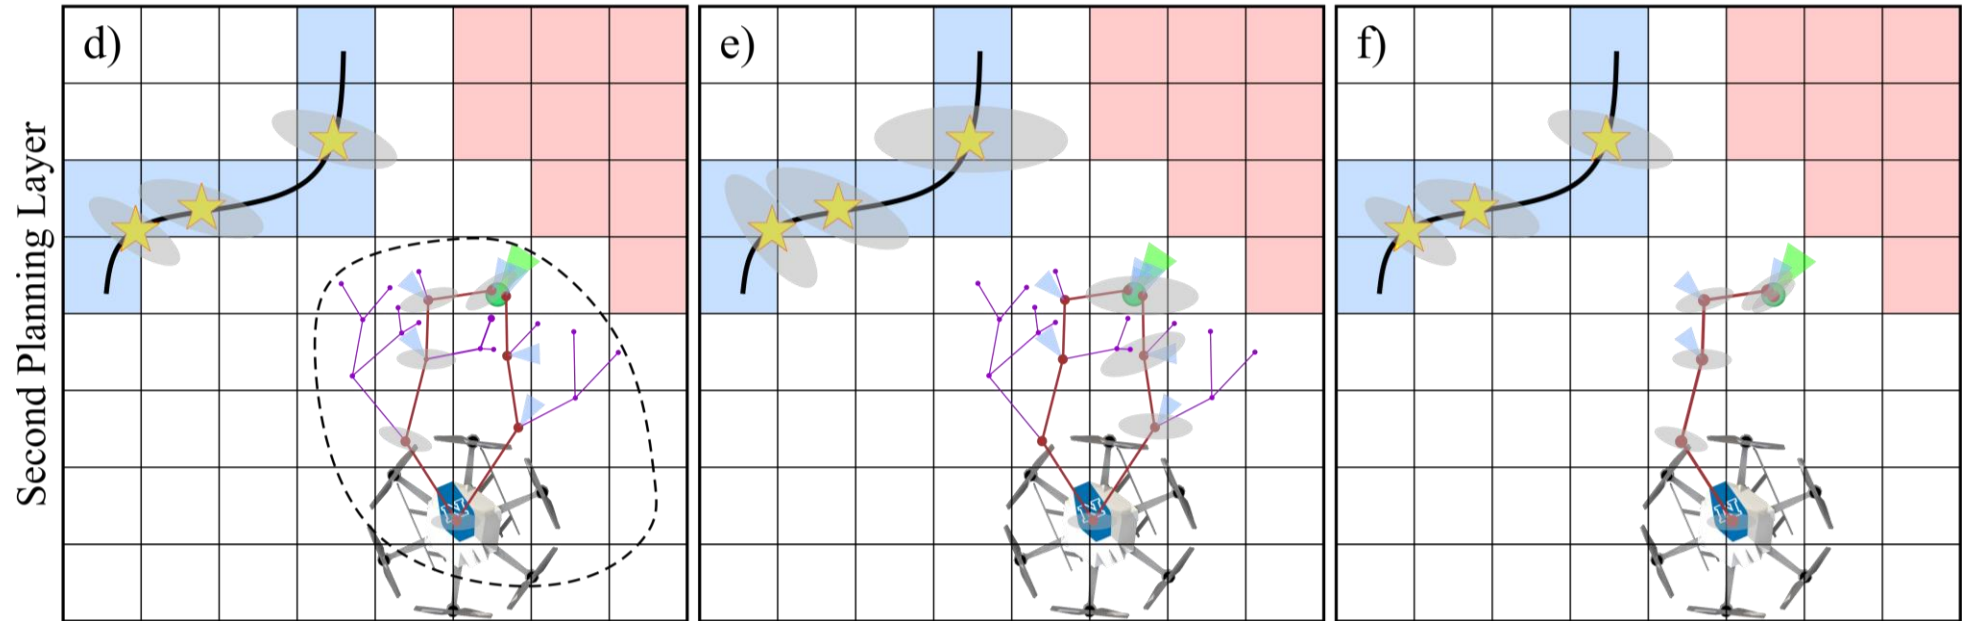 Second Planning Layer
d)
e)
f)
N
N
N